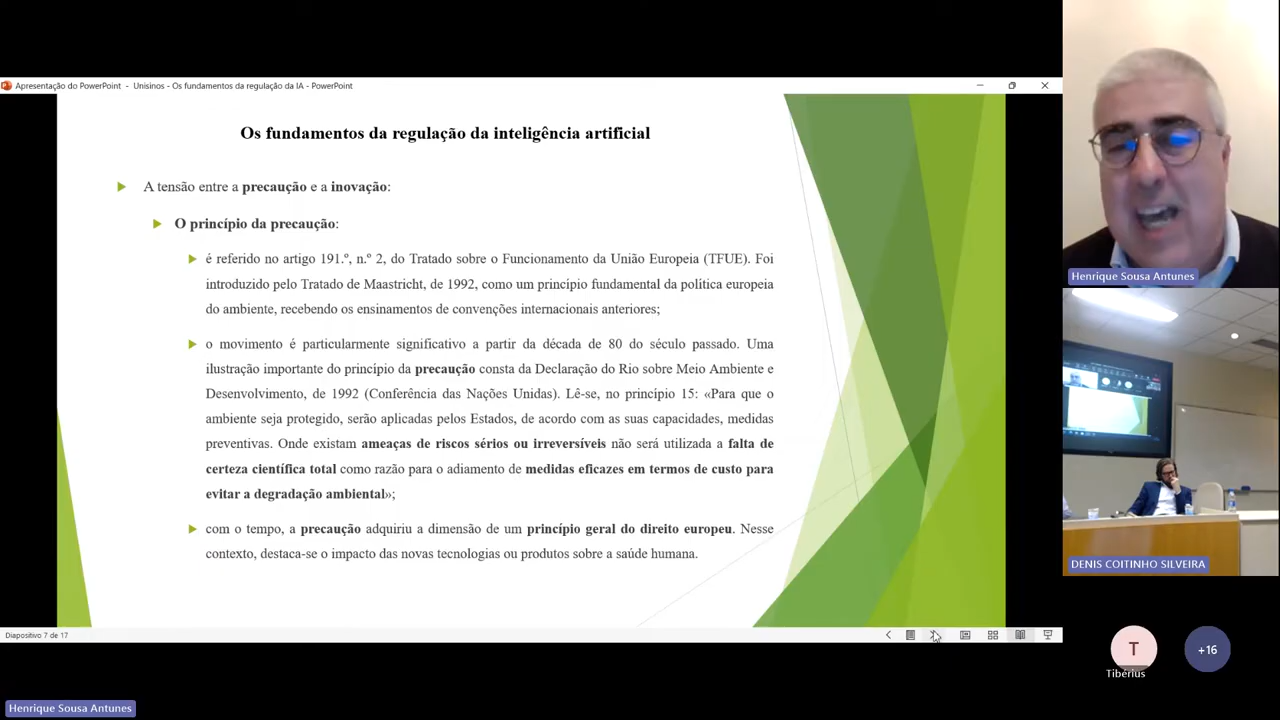 Apresentação do PowerPoint - Unisinos - Os fundamentos da regulação da IA - PowerPoint
Os fundamentos da regulação da inteligência artificial
A tensão entre a precaução e a inovação:
O princípio da precaução:
é referido no artigo 191.º, n.º 2, do Tratado sobre o Funcionamento da União Europeia (TFUE). Foi
introduzido pelo Tratado de Maastricht, de 1992, como um princípio fundamental da política europeia
do ambiente, recebendo os ensinamentos de convenções internacionais anteriores;
o movimento é particularmente significativo a partir da década de 80 do século passado. Uma
ilustração importante do princípio da precaução consta da Declaração do Rio sobre Meio Ambiente e
Desenvolvimento, de 1992 (Conferência das Nações Unidas). Lê-se, no princípio 15: «Para que o
ambiente seja protegido, serão aplicadas pelos Estados, de acordo com as suas capacidades, medidas
preventivas. Onde existam ameaças de riscos sérios ou irreversíveis não será utilizada a falta de
certeza científica total como razão para o adiamento de medidas eficazes em termos de custo para
evitar a degradação ambiental»;
com o tempo, a precaução adquiriu a dimensão de um princípio geral do direito europeu. Nesse
contexto, destaca-se o impacto das novas tecnologias ou produtos sobre a saúde humana.
Diapositivo 7 de 17
Henrique Sousa Antunes
Henrique Sousa Antunes
DENIS COITINHO SILVEIRA
T
Tibérius
+16